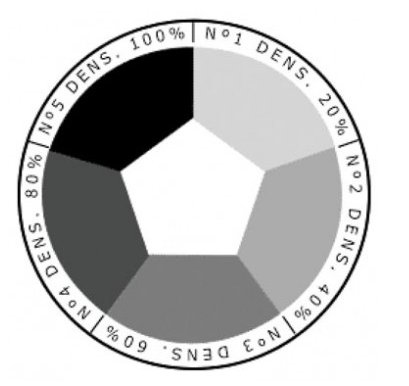 Nº1 DENS. 20%
Nº2 DENS. 40%
Nº3 DENS. 60%
Nº4 DENS. 80%
Nº5 DENS. 100%